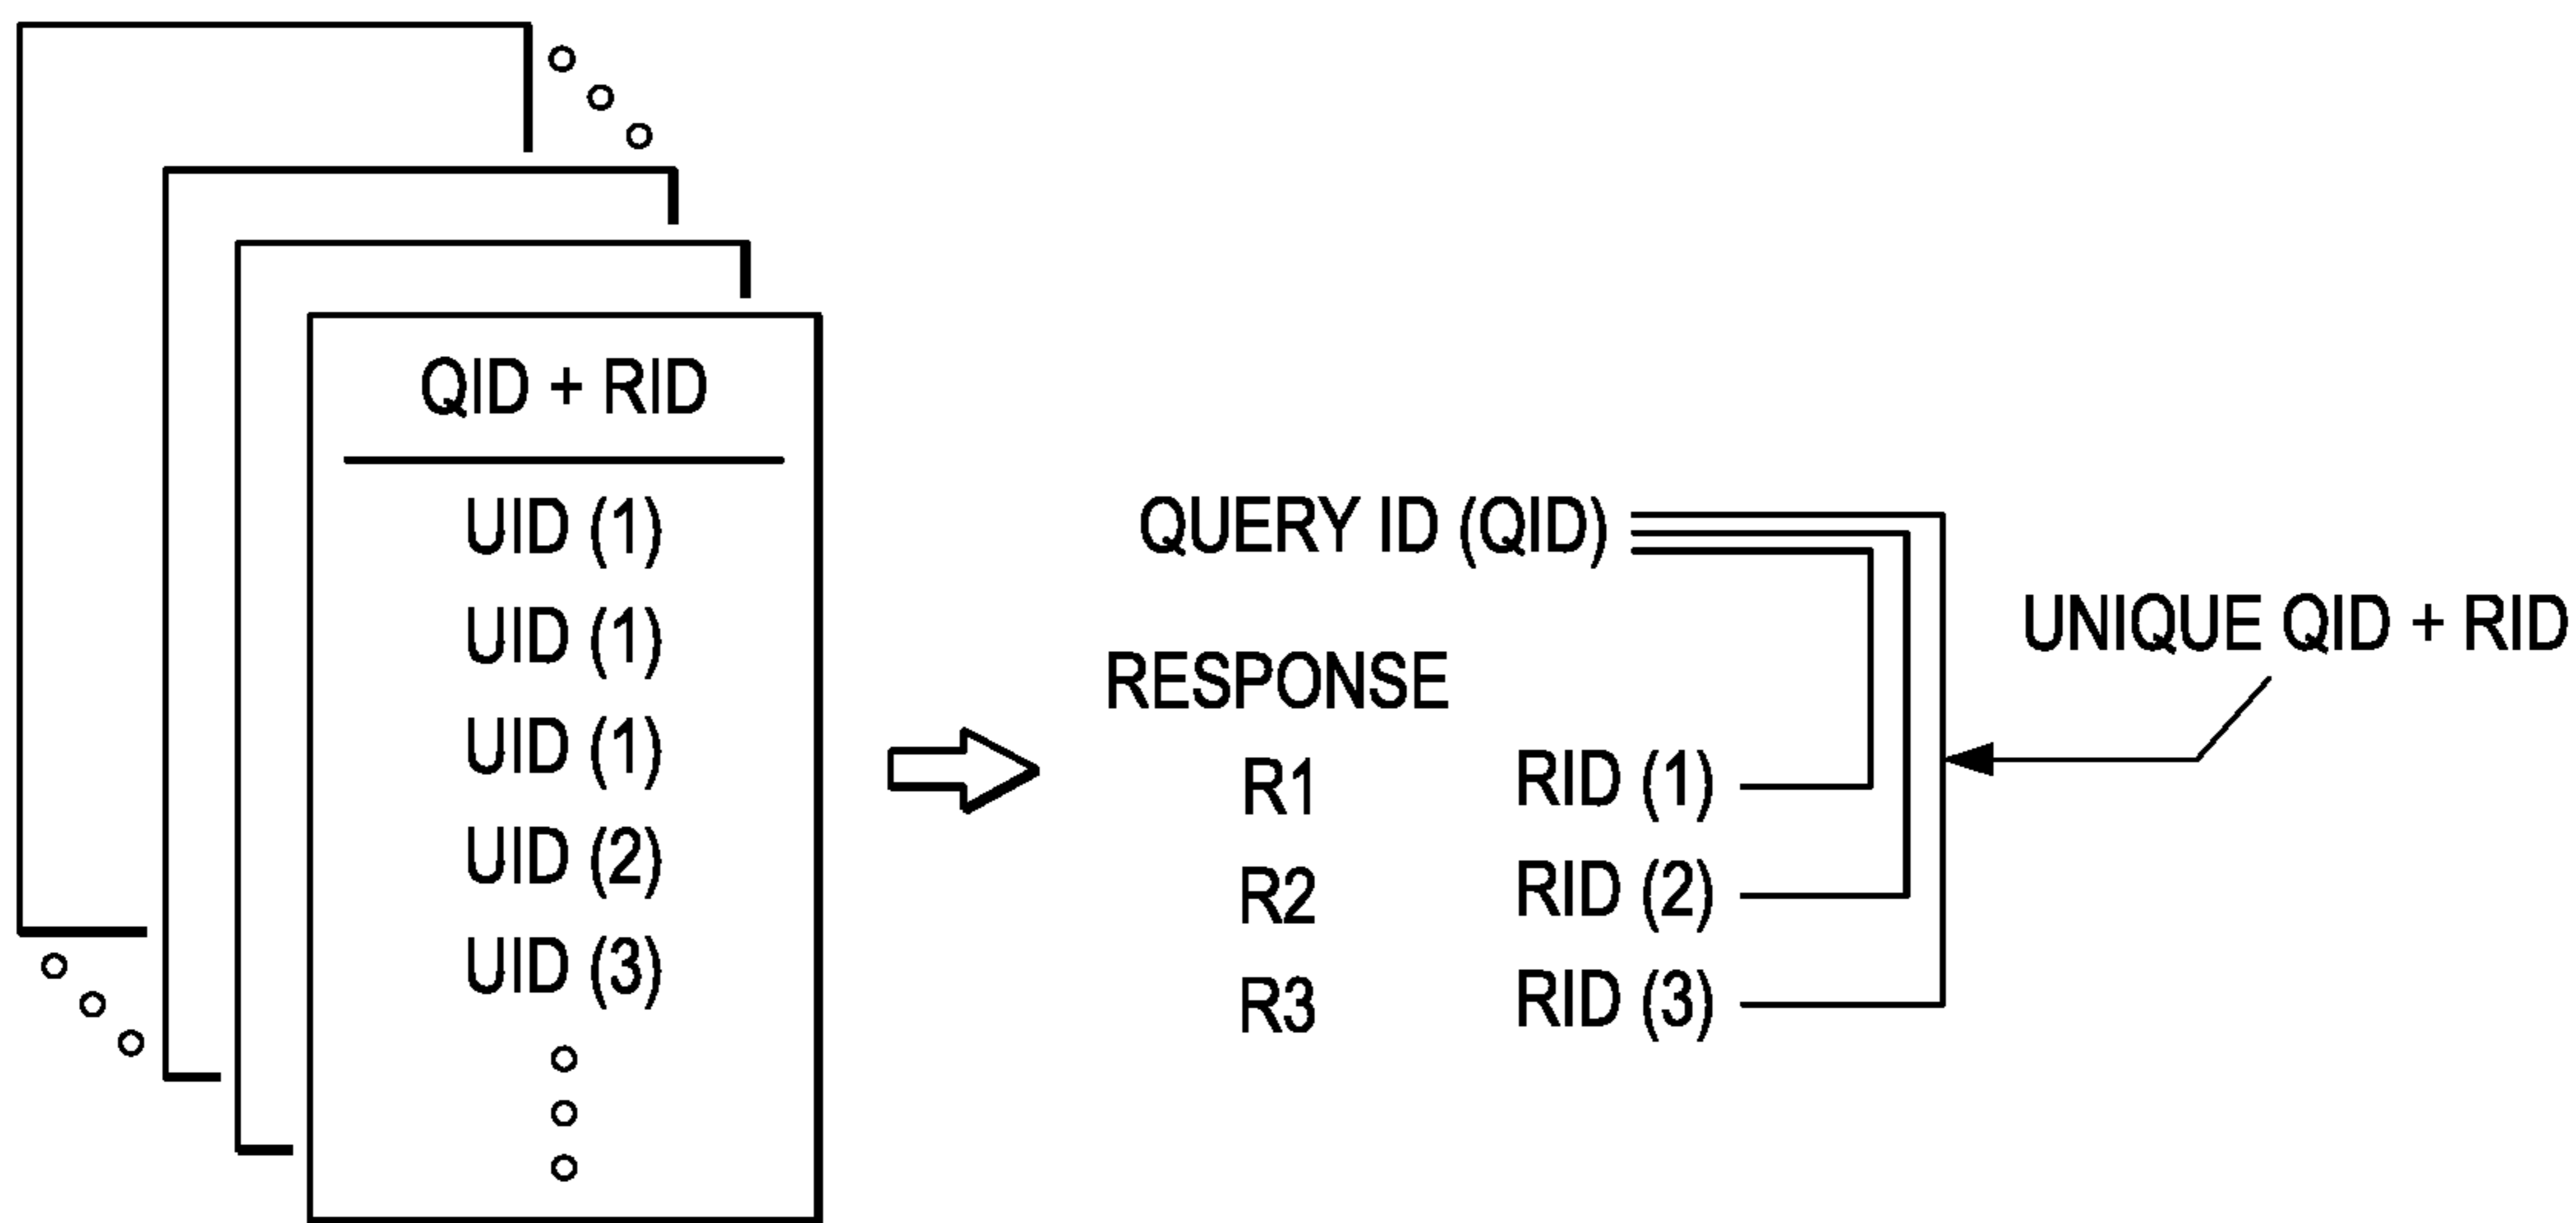 QID + RID
UID (1)
UID (1)
UID (1)
UID (2)
UID (3)
QUERY ID (QID)
RESPONSE
R1 RID (1)
R2 RID (2)
R3 RID (3)
UNIQUE QID + RID